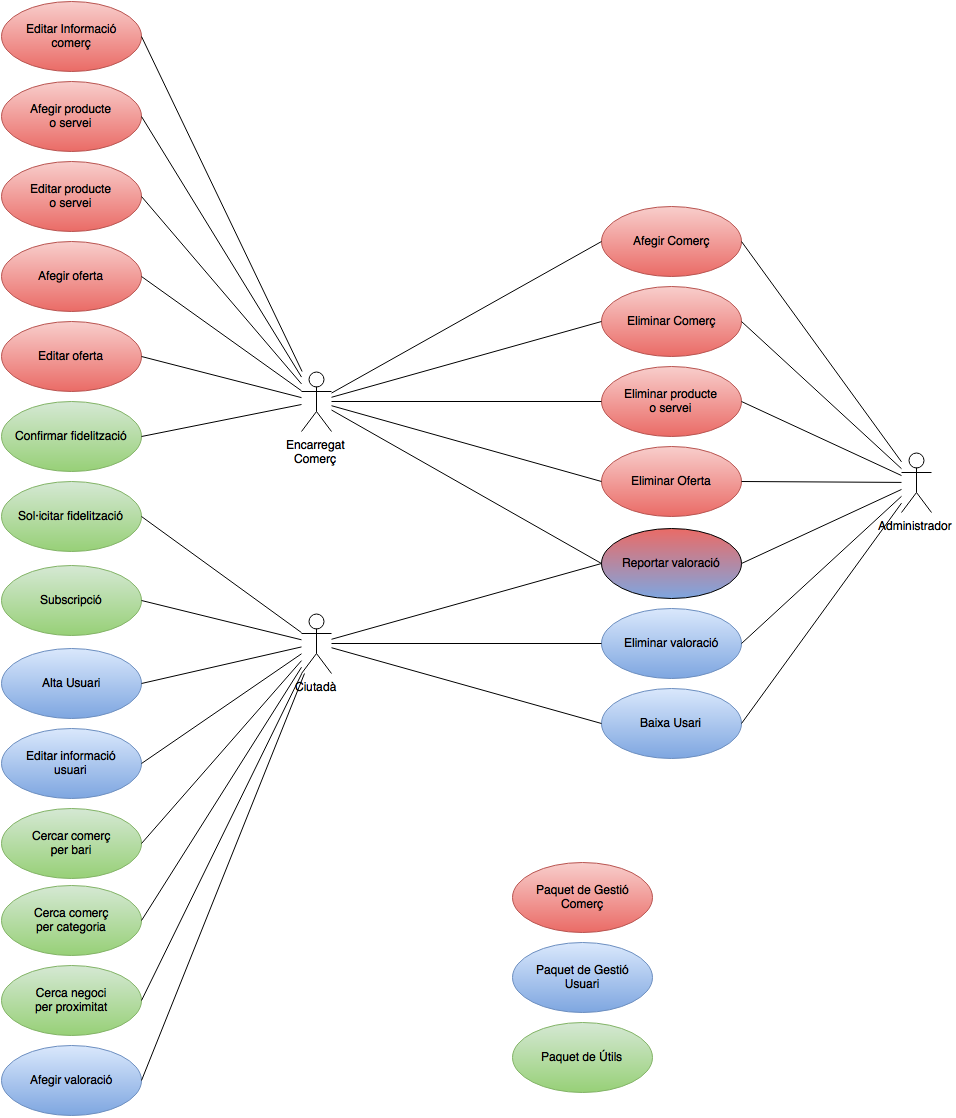 Editar Informació
comerç
Afegir producte
o servei
Editar producte
o servei
Afegir oferta
Editar oferta
Confirmar fidelització
Sol·icitar fidelització
Subscripció
Alta Usuari
Editar informació
usuari
Cercar comerç
per bari
Cerca comerç
per categoria
Cerca negoci
per proximitat
Afegir valoració
Encarregat
Comerç
Ciutadà
Afegir Comerç
Eliminar Comerç
Eliminar producte
o servei
Eliminar Oferta
Reportar valoració
Eliminar valoració
Baixa Usari
Administrador
Paquet de Gestió
Comerç
Paquet de Gestió
Usuari
Paquet de Útils